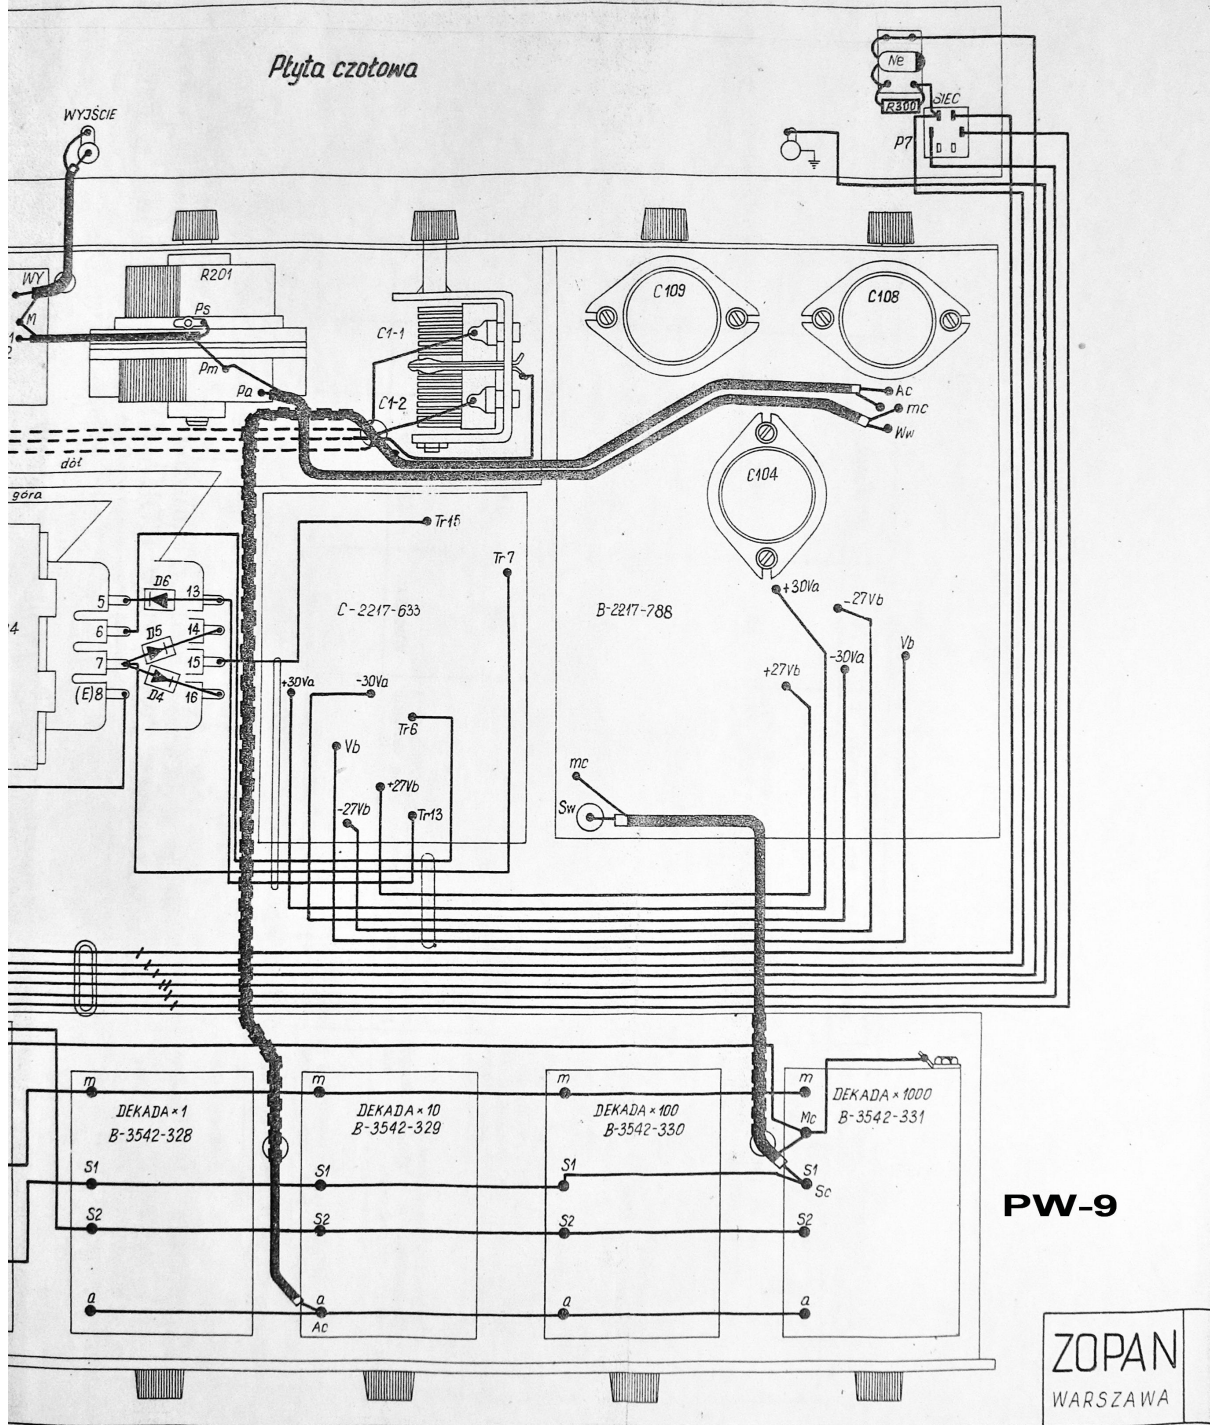 Płyta czołowa
WYJŚCIE
Ne
R300
SIEĆ
P7
WY
M
R201
Ps
Pm
Pa
C1-1
C1-2
C109
C108
Ac
mc
Ww
C104
dół
góra
Tr15
Tr7
D6
5
13
6
14
D5
7
15
(E)8
D4
16
C-2217-633
B-2217-788
+30Va
-27Vb
Vb
-30Va
+27Vb
+30Va
-30Va
Tr6
Vb
+27Vb
-27Vb
Tr13
mc
Sw
m
m
m
m
DEKADA×1
B-3542-328
DEKADA×10
B-3542-329
DEKADA×100
B-3542-330
DEKADA×1000
B-3542-331
Mc
S1
S1
S1
S1
Sc
S2
S2
S2
S2
a
a
a
a
Ac
PW-9
ZOPAN
WARSZAWA